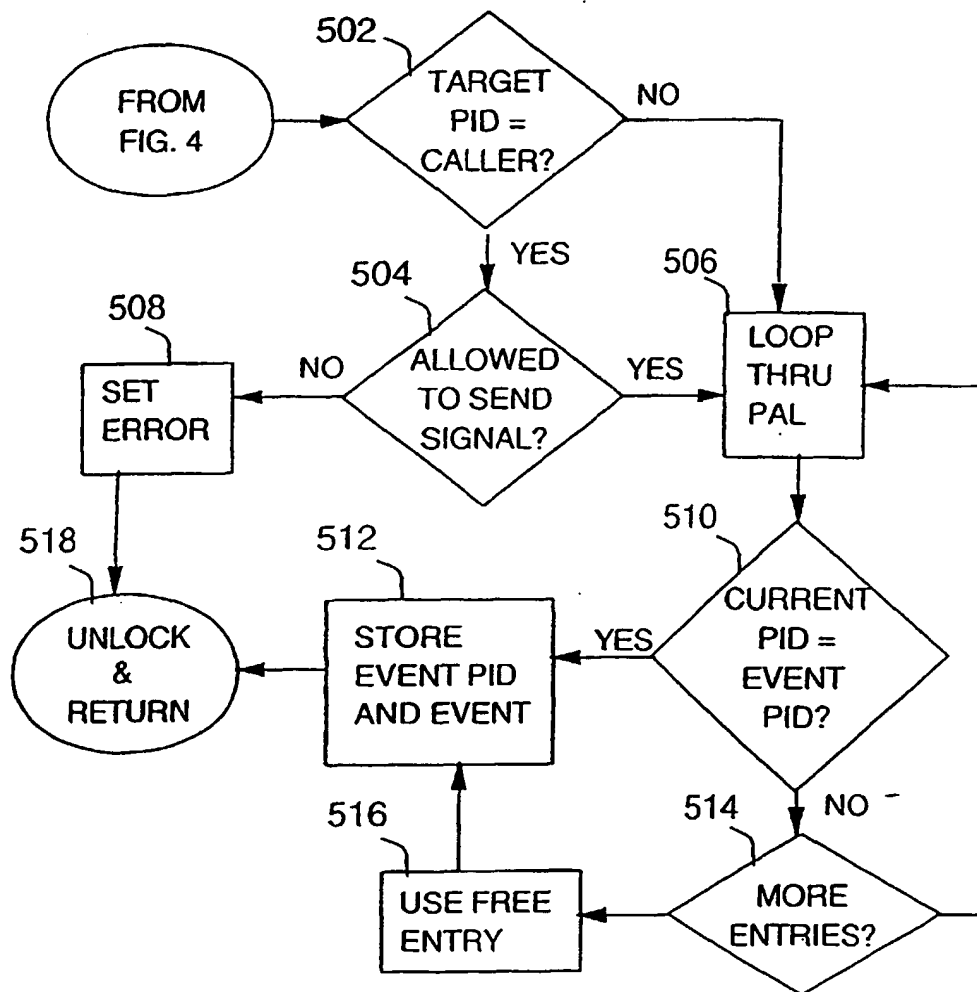 502
FROM
FIG. 4
TARGET
PID =
CALLER?
NO
YES
504
506
508
SET
ERROR
NO
ALLOWED
TO SEND
SIGNAL?
YES
LOOP
THRU
PAL
510
518
512
UNLOCK
&
RETURN
STORE
EVENT PID
AND EVENT
YES
CURRENT
PID =
EVENT
PID?
NO
516
514
USE FREE
ENTRY
MORE
ENTRIES?